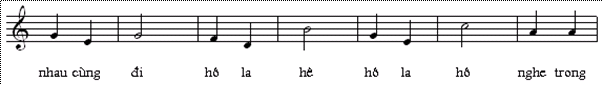 nhau cùng đi hô la hê hô la hô nghe trong